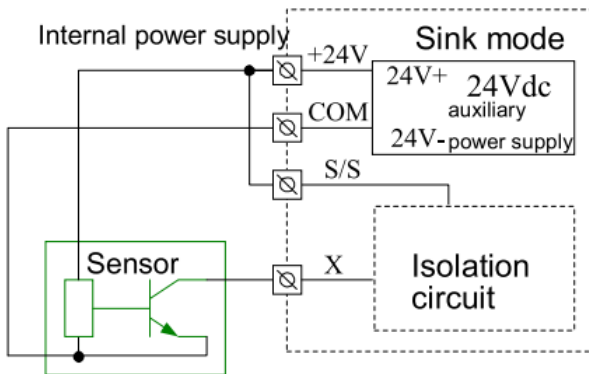 Internal power supply
Sink mode
+24V
24V+
24Vdc
auxiliary
COM
24V-power supply
S/S
Sensor
X
Isolation
circuit